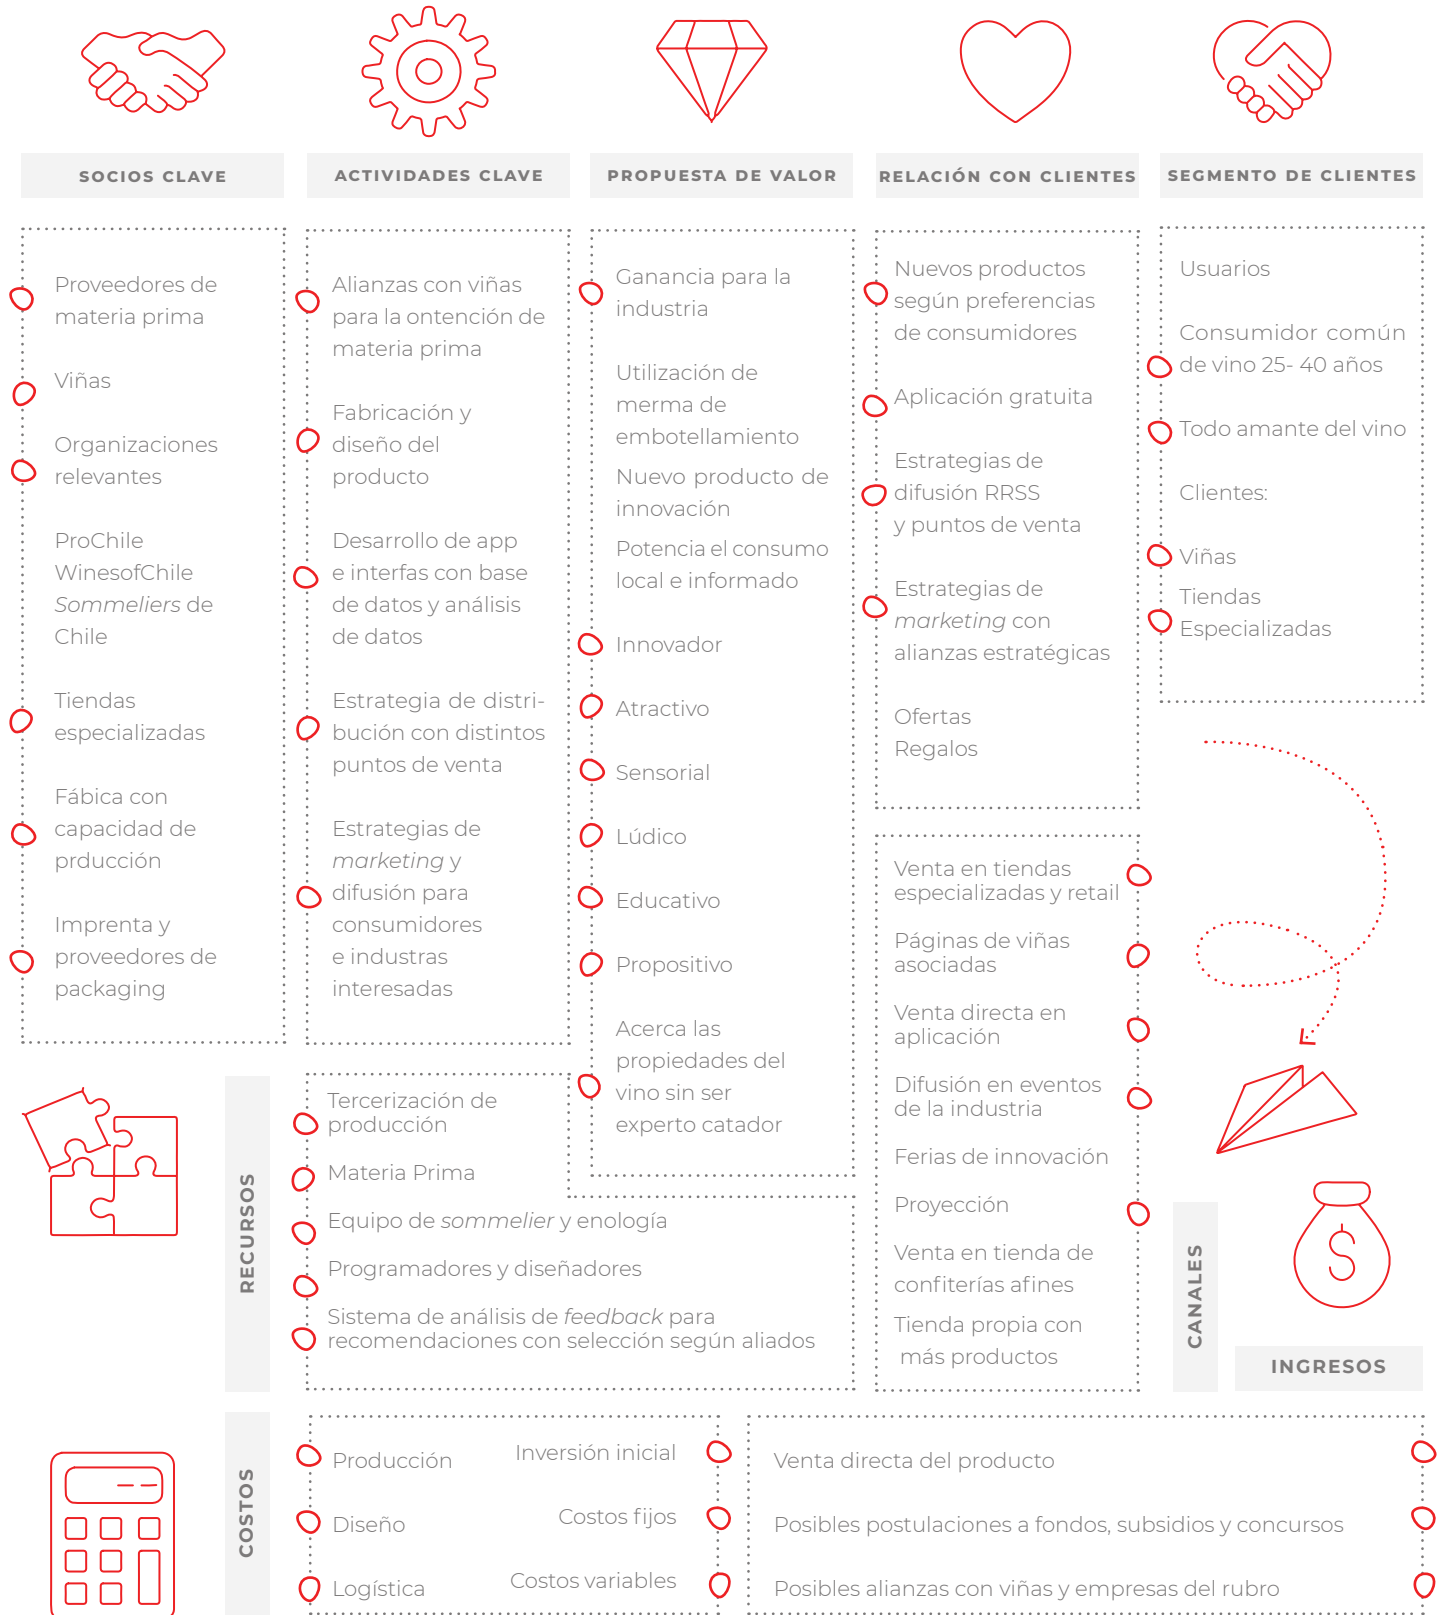 SOCIOS CLAVE
Proveedores de
materia prima
Viñas
Organizaciones
relevantes
ProChile
WinesofChile
Sommeliers de
Chile
Tiendas
especializadas
Fábica con
capacidad de
prducción
Imprenta y
proveedores de
packaging
ACTIVIDADES CLAVE
Alianzas con viñas
para la ontención de
materia prima
Fabricación y
diseño del
producto
Desarrollo de app
e interfas con base
de datos y análisis
de datos
Estrategia de distri-
bución con distintos
puntos de venta
Estrategias de
marketing y
difusión para
consumidores
e industras
interesadas
PROPUESTA DE VALOR
Ganancia para la
industria
Utilización de
merma de
embotellamiento
Nuevo producto de
innovación
Potencia el consumo
local e informado
Innovador
Atractivo
Sensorial
Lúdico
Educativo
Propositivo
Acerca las
propiedades del
vino sin ser
experto catador
RELACIÓN CON CLIENTES
Nuevos productos
según preferencias
de consumidores
Aplicación gratuita
Estrategias de
difusión RRSS
y puntos de venta
Estrategias de
marketing con
alianzas estratégicas
Ofertas
Regalos
SEGMENTO DE CLIENTES
Usuarios
Consumidor común
de vino 25- 40 años
Todo amante del vino
Clientes:
Viñas
Tiendas
Especializadas
RECURSOS
Tercerización de
producción
Materia Prima
Equipo de sommelier y enología
Programadores y diseñadores
Sistema de análisis de feedback para
recomendaciones con selección según aliados
Venta en tiendas
especializadas y retail
Páginas de viñas
asociadas
Venta directa en
aplicación
Difusión en eventos
de la industria
Ferias de innovación
Proyección
Venta en tienda de
confiterías afines
Tienda propia con
más productos
CANALES
$
INGRESOS
COSTOS
Producción
Diseño
Logística
Inversión inicial
Costos fijos
Costos variables
Venta directa del producto
Posibles postulaciones a fondos, subsidios y concursos
Posibles alianzas con viñas y empresas del rubro